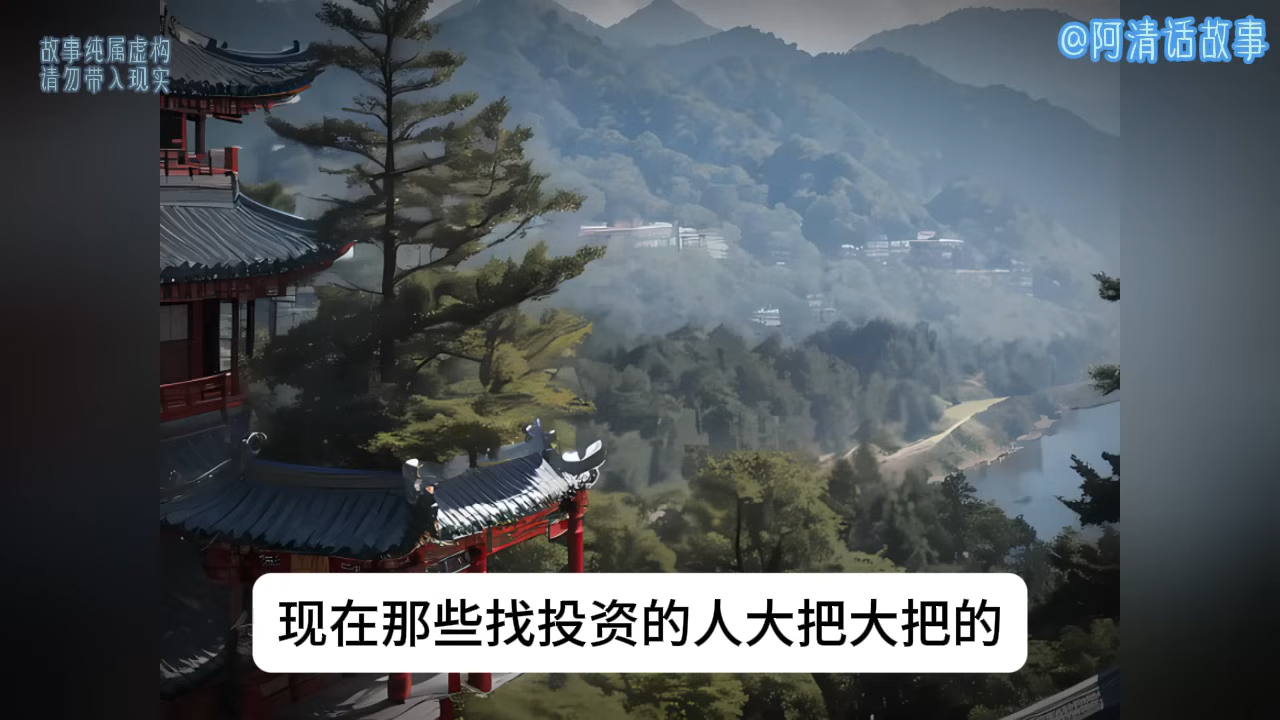 故事纯属虚构
请勿带入现实
@阿清话故事
现在那些找投资的人大把大把的